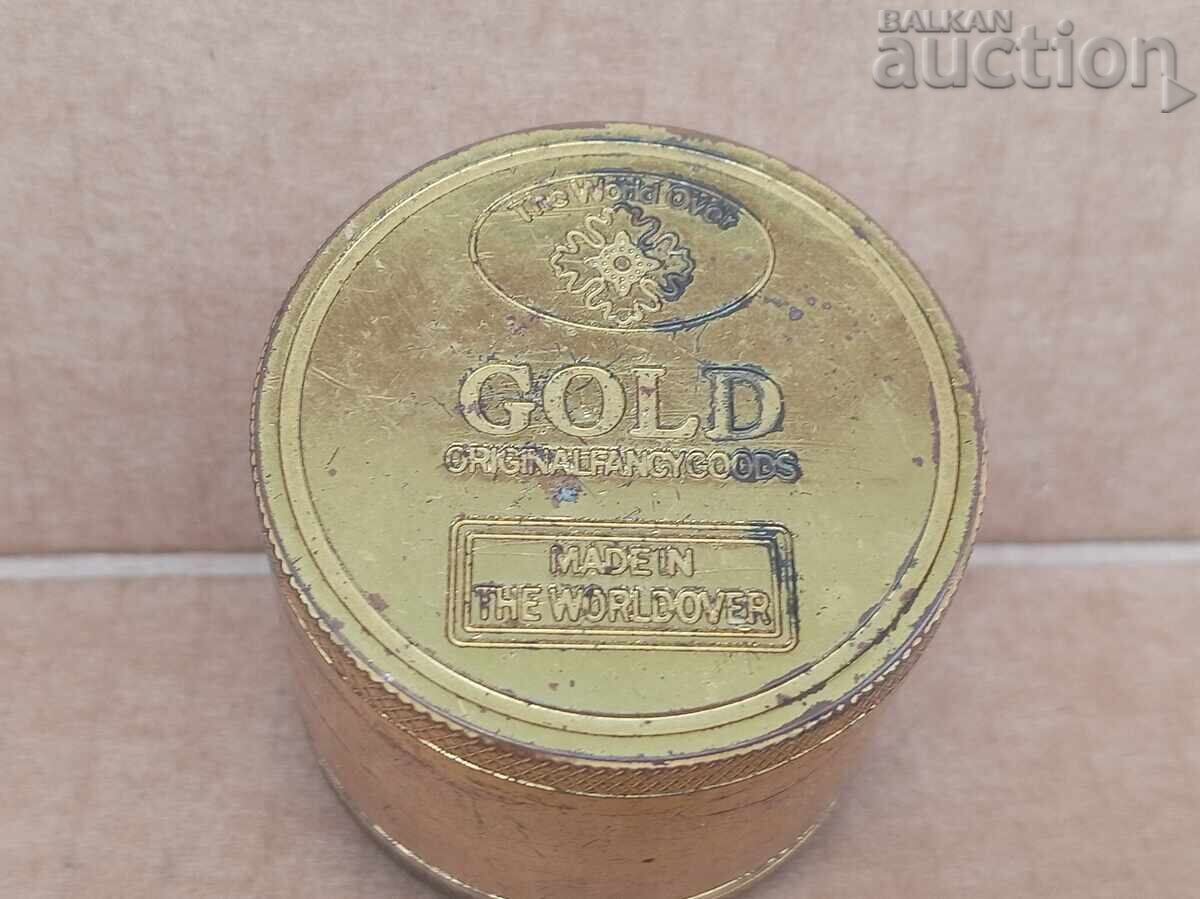 BALKAN
auction
The World Over
GOLD
ORIGINALFANCYGOODS
MADE IN
THE WORLDOVER